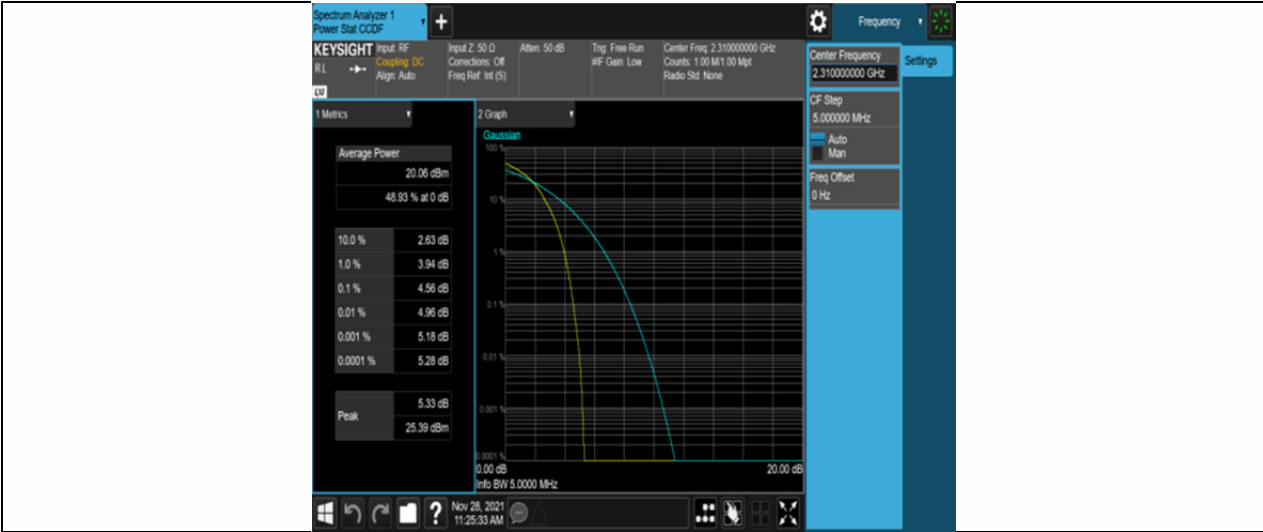 Spectrum Analyzer 1
Power Stat CCDF
+
Frequency
KEYSIGHT
RL
LV
Input: RF
Coupling: DC
Align: Auto
Input Z: 50 Ω
Corrections: Off
Freq Ref: Int (S)
Atten: 50 dB
Trig: Free Run
#IF Gain: Low
Center Freq: 2.310000000 GHz
Counts: 1.00 M/1.00 Mpt
Radio Std: None
Center Frequency
2.310000000 GHz
Settings
CF Step
5.000000 MHz
Auto
Man
Freq Offset
0 Hz
1 Metrics
Average Power
20.06 dBm
48.93 % at 0 dB
10.0 % 2.63 dB
1.0 % 3.94 dB
0.1 % 4.56 dB
0.01 % 4.96 dB
0.001 % 5.18 dB
0.0001 % 5.28 dB
Peak
5.33 dB
25.39 dBm
2 Graph
Gaussian
100 %
10 %
1 %
0.1 %
0.01 %
0.001 %
0.0001 %
0.00 dB
20.00 dB
Info BW 5.0000 MHz
?
Nov 28, 2021
11:25:33 AM